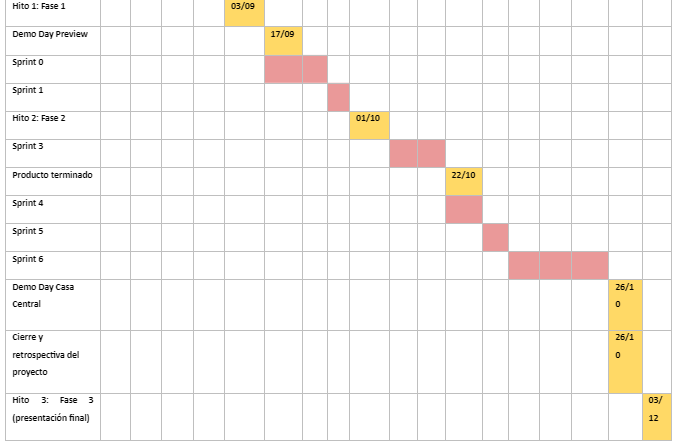 Hito 1: Fase 1 03/09
Demo Day Preview 17/09
Sprint 0
Sprint 1
Hito 2: Fase 2 01/10
Sprint 3
Producto terminado 22/10
Sprint 4
Sprint 5
Sprint 6
Demo Day Casa 26/1
Central 0
Cierre y 26/1
retrospectiva del 0
proyecto
Hito 3: Fase 3 03/
(presentación final) 12